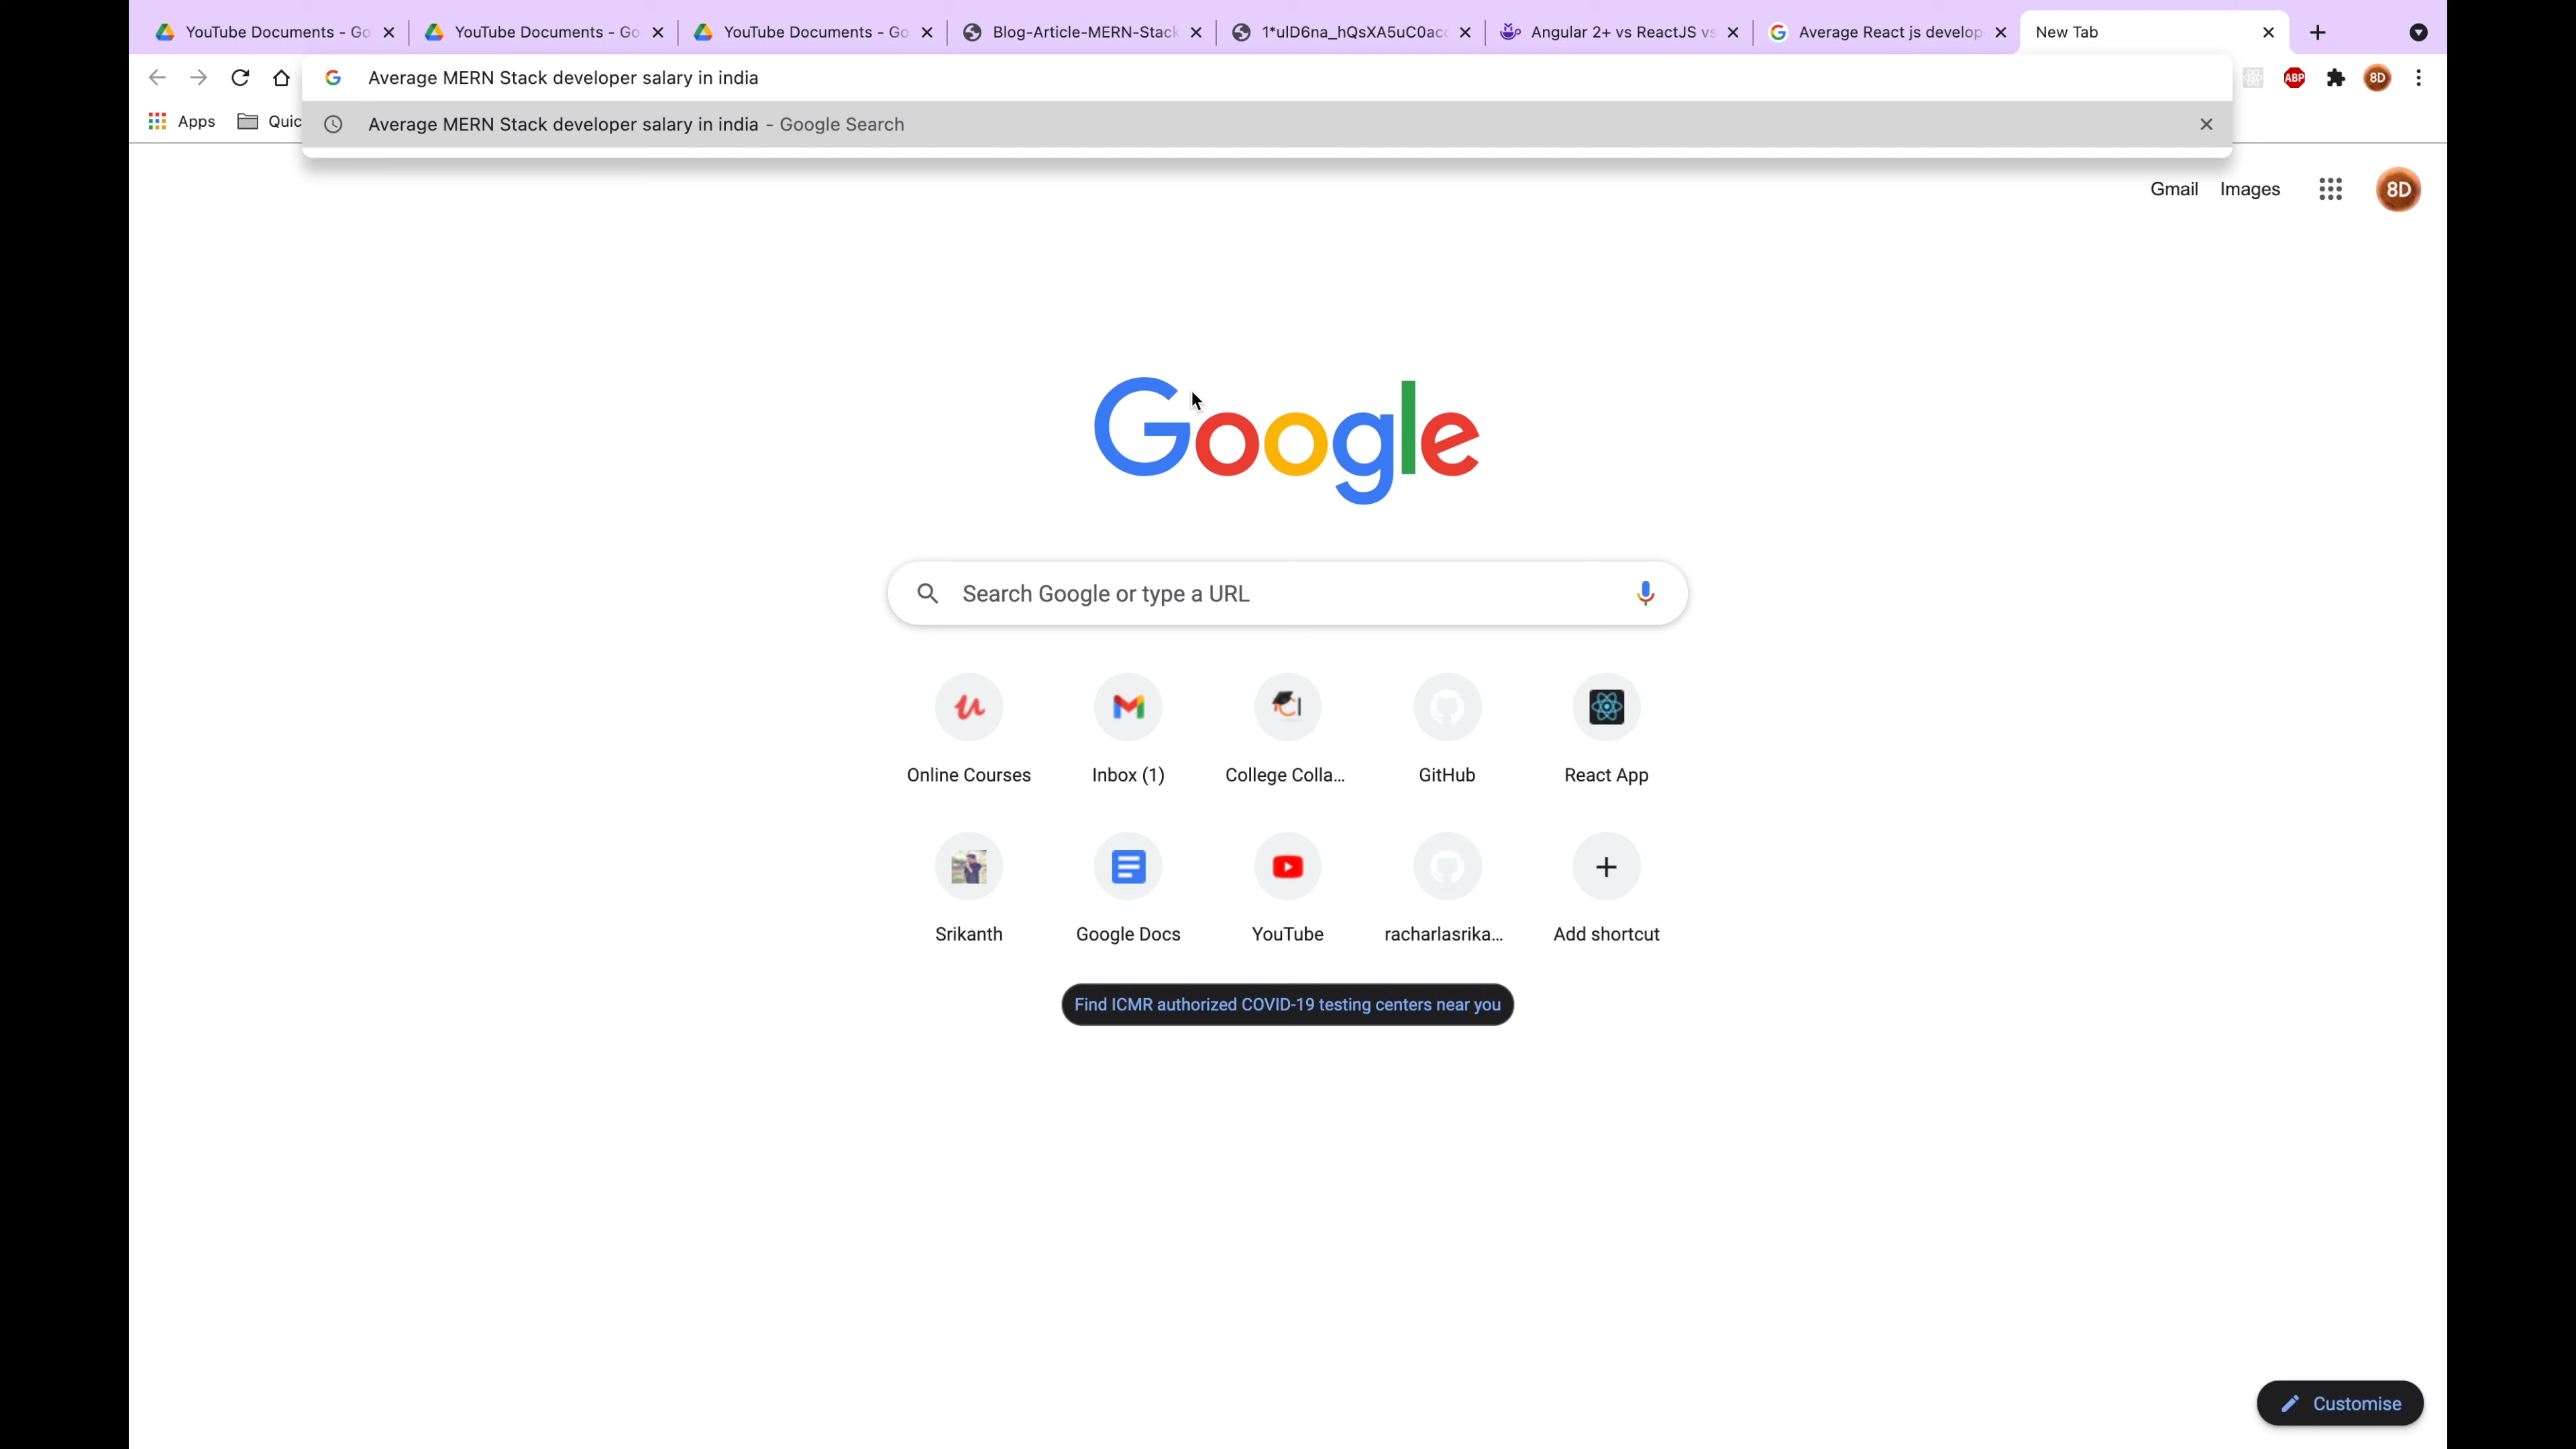 YouTube Documents - Go
YouTube Documents - Go
YouTube Documents - Go
Blog-Article-MERN-Stack
1*uID6na_hQsXA5uC0acc
Angular 2+ vs ReactJS vs
Average React js develop
New Tab
Average MERN Stack developer salary in india
ABP
8D
Apps
Quic
Average MERN Stack developer salary in india - Google Search
Gmail
Images
8D
Google
Search Google or type a URL
Online Courses
Inbox (1)
College Colla...
GitHub
React App
Srikanth
Google Docs
YouTube
racharlasrika...
Add shortcut
Find ICMR authorized COVID-19 testing centers near you
Customise